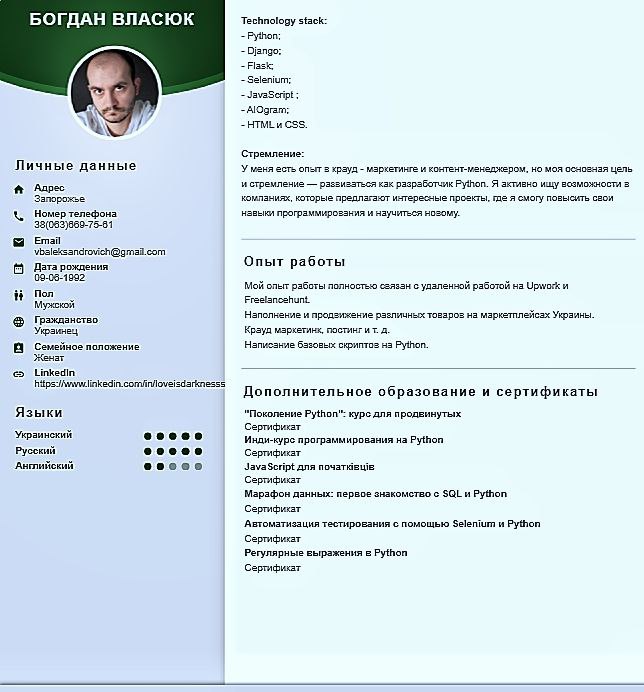 БОГДАН ВЛАСЮК
Личные данные
Адрес
Запорожье
Номер телефона
38(063)669-75-61
Email
vbaleksandrovich@gmail.com
Дата рождения
09-06-1992
Пол
Мужской
Гражданство
Украинец
Семейное положение
Женат
LinkedIn
https://www.linkedin.com/in/loveisdarknesss
Языки
Украинский
Русский
Английский
Technology stack:
- Python;
- Django;
- Flask;
- Selenium;
- JavaScript ;
- AIOgram;
- HTML и CSS.
Стремление:
У меня есть опыт в крауд - маркетинге и контент-менеджером, но моя основная цель
и стремление — развиваться как разработчик Python. Я активно ищу возможности в
компаниях, которые предлагают интересные проекты, где я смогу повысить свои
навыки программирования и научиться новому.
Опыт работы
Мой опыт работы полностью связан с удаленной работой на Upwork и
Freelancehunt.
Наполнение и продвижение различных товаров на маркетплейсах Украины.
Крауд маркетинк, постинг и т. д.
Написание базовых скриптов на Python.
Дополнительное образование и сертификаты
"Поколение Python": курс для продвинутых
Сертификат
Инди-курс программирования на Python
Сертификат
JavaScript для початківців
Сертификат
Марафон данных: первое знакомство с SQL и Python
Сертификат
Автоматизация тестирования с помощью Selenium и Python
Сертификат
Регулярные выражения в Python
Сертификат